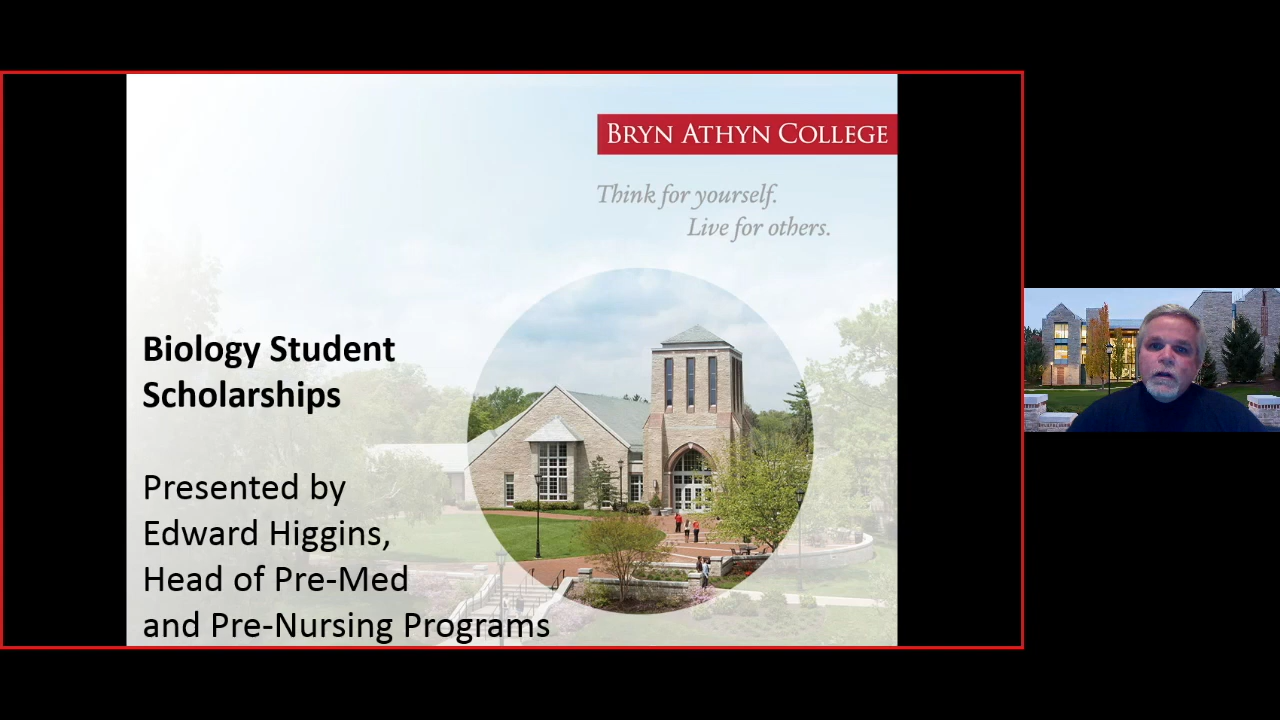 BRYN ATHYN COLLEGE
Think for yourself.
Live for others.
Biology Student
Scholarships
Presented by
Edward Higgins,
Head of Pre-Med
and Pre-Nursing Programs